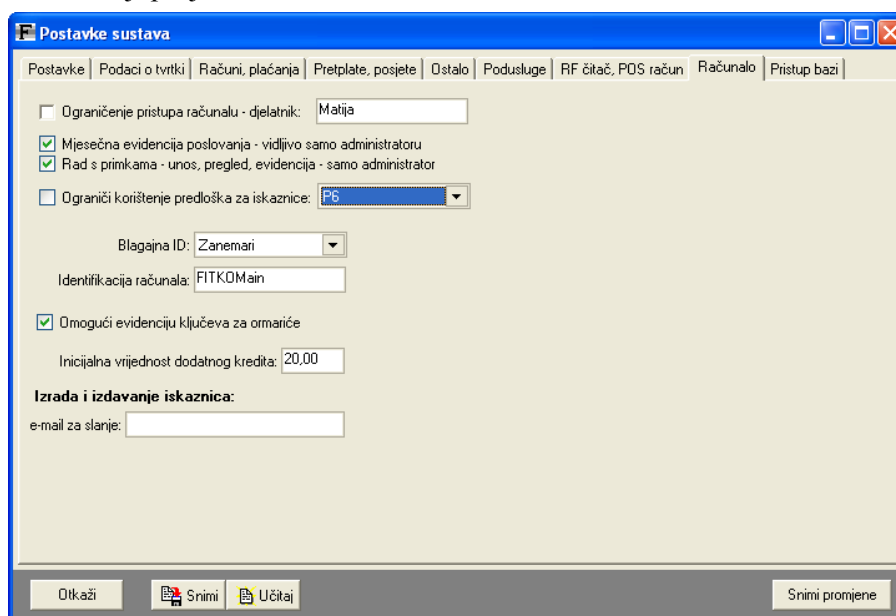 Postavke sustava
Postavke Podaci o tvrtki Računi, plaćanja Pretplate, posjete Ostalo Podusluge RF čitač, POS račun Računalo Pristup bazi
Ograničenje pristupa računalu - djelatnik: Matija
Mjesečna evidencija poslovanja - vidljivo samo administratoru
Rad s primkama - unos, pregled, evidencija - samo administrator
Ograniči korištenje predloška za iskaznice: P6
Blagajna ID: Zanemari
Identifikacija računala: FITKOMain
Omogući evidenciju ključeva za ormariće
Inicijalna vrijednost dodatnog kredita: 20,00
Izrada i izdavanje iskaznica:
e-mail za slanje:
Otkaži Snimi Učitaj Snimi promjene